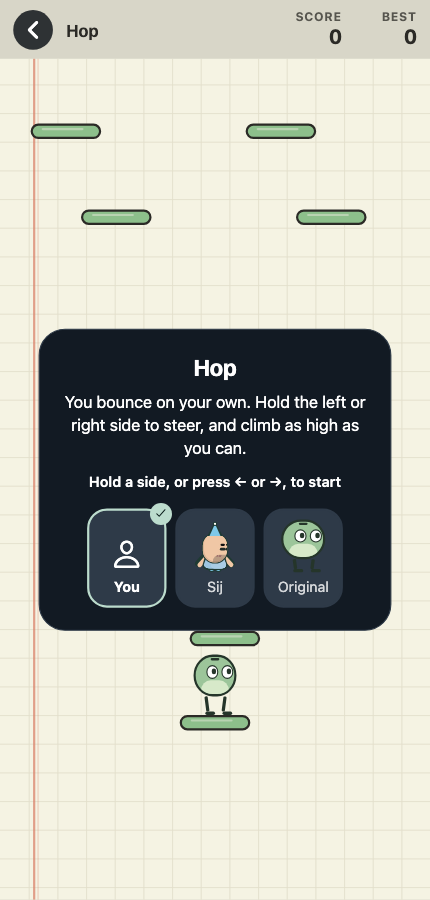 Hop
SCORE
0
BEST
0
Hop
You bounce on your own. Hold the left or
right side to steer, and climb as high as
you can.
Hold a side, or press ← or →, to start
You
Sij
Original